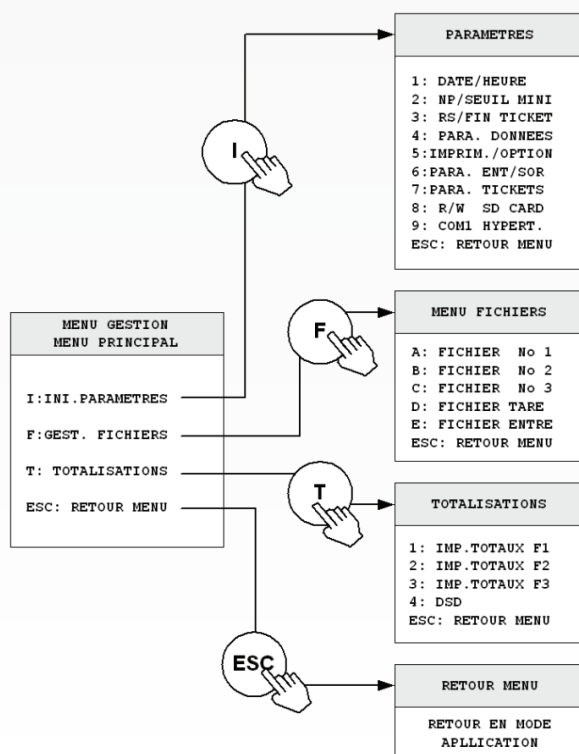 PARAMETRES
1: DATE/HEURE
2: NP/SEUIL MINI
3: RS/FIN TICKET
4: PARA. DONNEES
5:IMPRIM./OPTION
6:PARA. ENT/SOR
7:PARA. TICKETS
8: R/W SD CARD
9: COM1 HYPERT.
ESC: RETOUR MENU
I
MENU GESTION
MENU PRINCIPAL
I:INI.PARAMETRES
F:GEST. FICHIERS
T: TOTALISATIONS
ESC: RETOUR MENU
F
MENU FICHIERS
A: FICHIER No 1
B: FICHIER No 2
C: FICHIER No 3
D: FICHIER TARE
E: FICHIER ENTRE
ESC: RETOUR MENU
T
TOTALISATIONS
1: IMP.TOTAUX F1
2: IMP.TOTAUX F2
3: IMP.TOTAUX F3
4: DSD
ESC: RETOUR MENU
ESC
RETOUR MENU
RETOUR EN MODE
APLLICATION